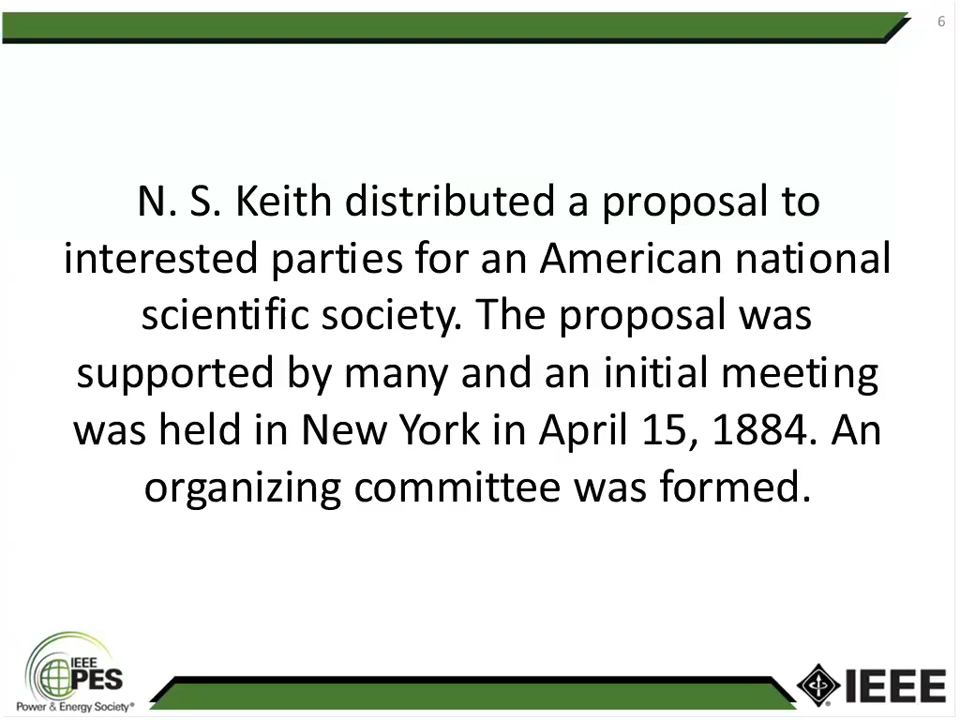 6
N. S. Keith distributed a proposal to
interested parties for an American national
scientific society. The proposal was
supported by many and an initial meeting
was held in New York in April 15, 1884. An
organizing committee was formed.
IEEE
PES
Power & Energy Society®
IEEE